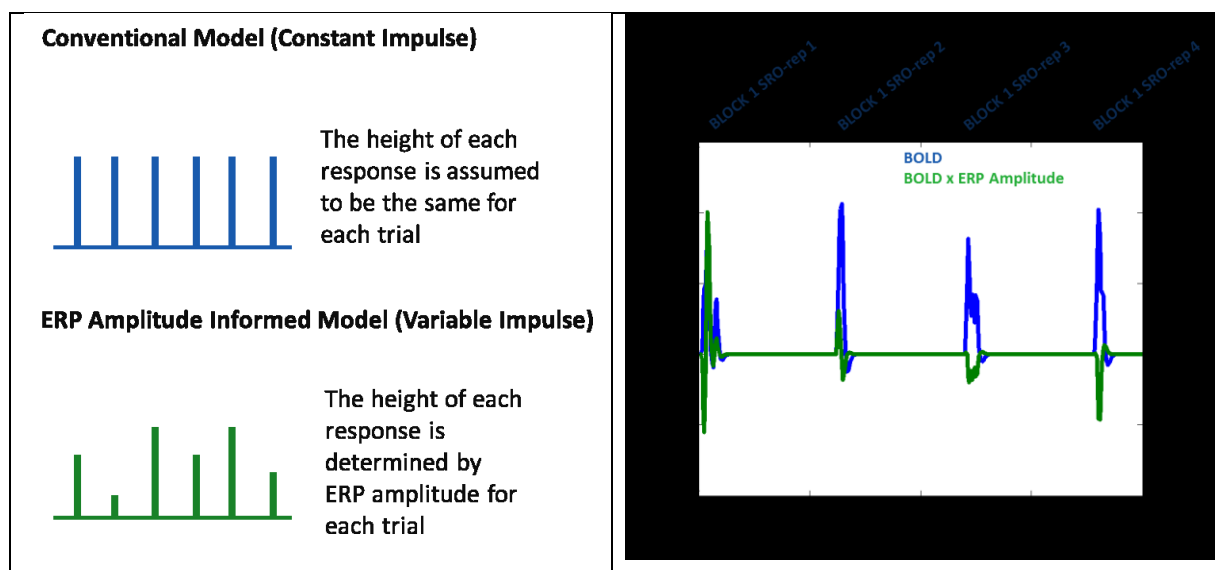 Conventional Model (Constant Impulse)
The height of each
response is assumed
to be the same for
each trial
ERP Amplitude Informed Model (Variable Impulse)
The height of each
response is
determined by
ERP amplitude for
each trial
BLOCK 1 SRO-rep 1
BLOCK 1 SRO-rep 2
BLOCK 1 SRO-rep 3
BLOCK 1 SRO-rep 4
BOLD
BOLD x ERP Amplitude